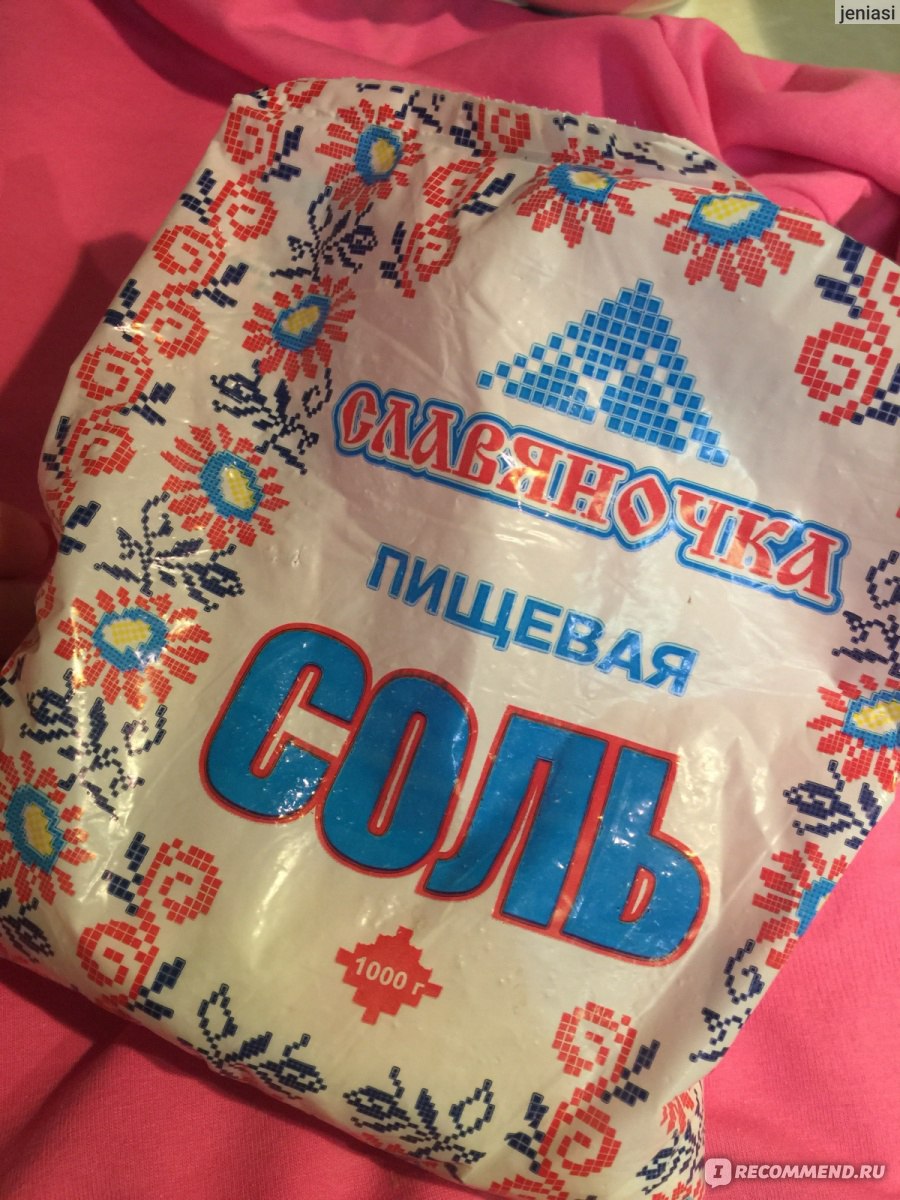 jeniasi
СЛАВЯНОЧКА
ПИЩЕВАЯ
СОЛЬ
1000 г
I RECOMMEND.RU